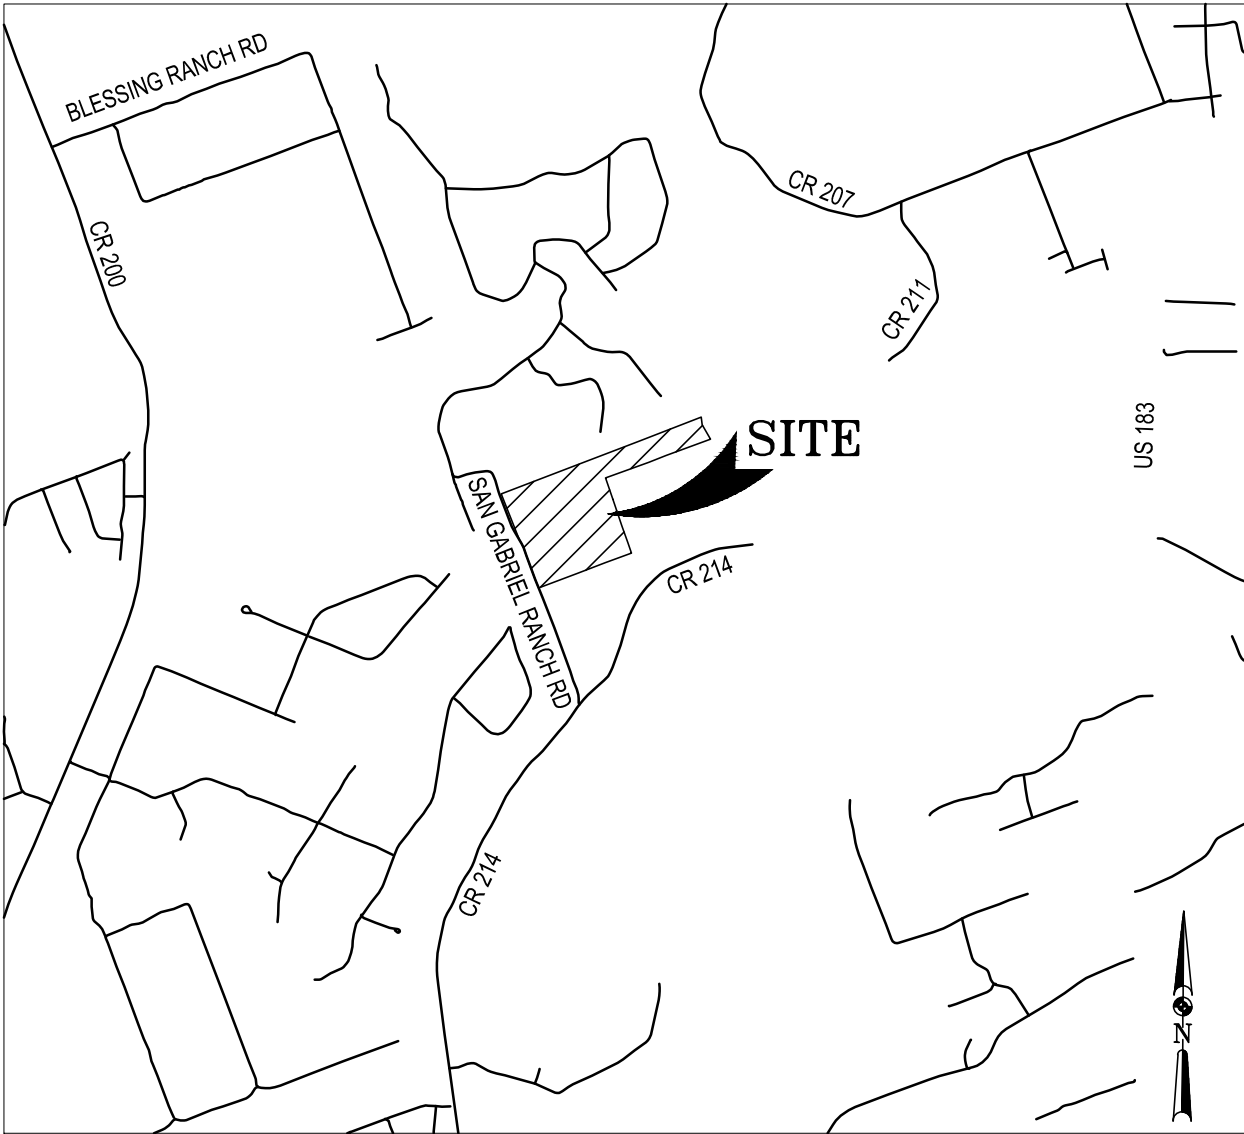 BLESSING RANCH RD
CR 207
CR 200
CR 211
US 183
SITE
SAN GABRIEL RANCH RD
CR 214
CR 214
N